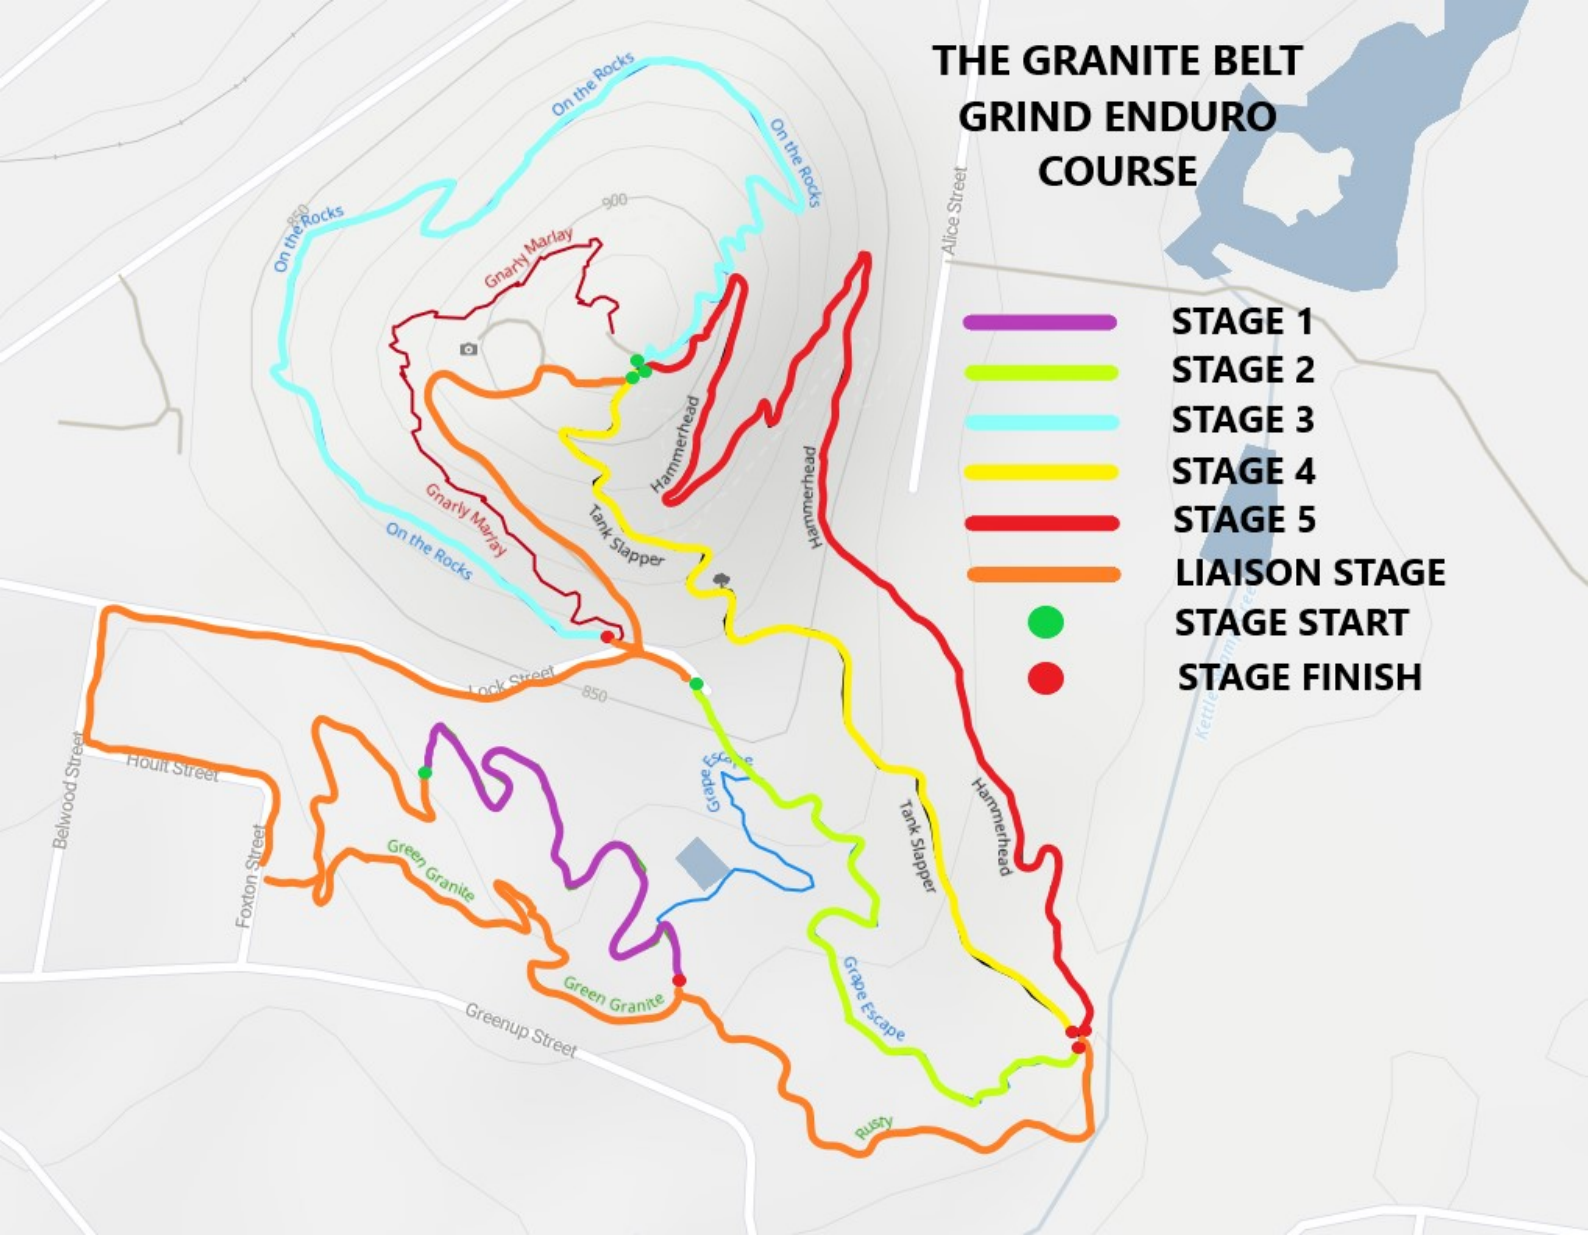 THE GRANITE BELT
GRIND ENDURO
COURSE
On the Rocks
On the Rocks
On the Rocks
850
900
Gnarly Marlay
Alice Street
STAGE 1
STAGE 2
STAGE 3
STAGE 4
STAGE 5
LIAISON STAGE
STAGE START
STAGE FINISH
Hammerhead
Hammerhead
Gnarly Marlay
On the Rocks
Tank Slapper
Lock Street
850
Belwood Street
Hoult Street
Foxton Street
Green Granite
Grape Escape
Tank Slapper
Hammerhead
Green Granite
Grape Escape
Greenup Street
Rusty